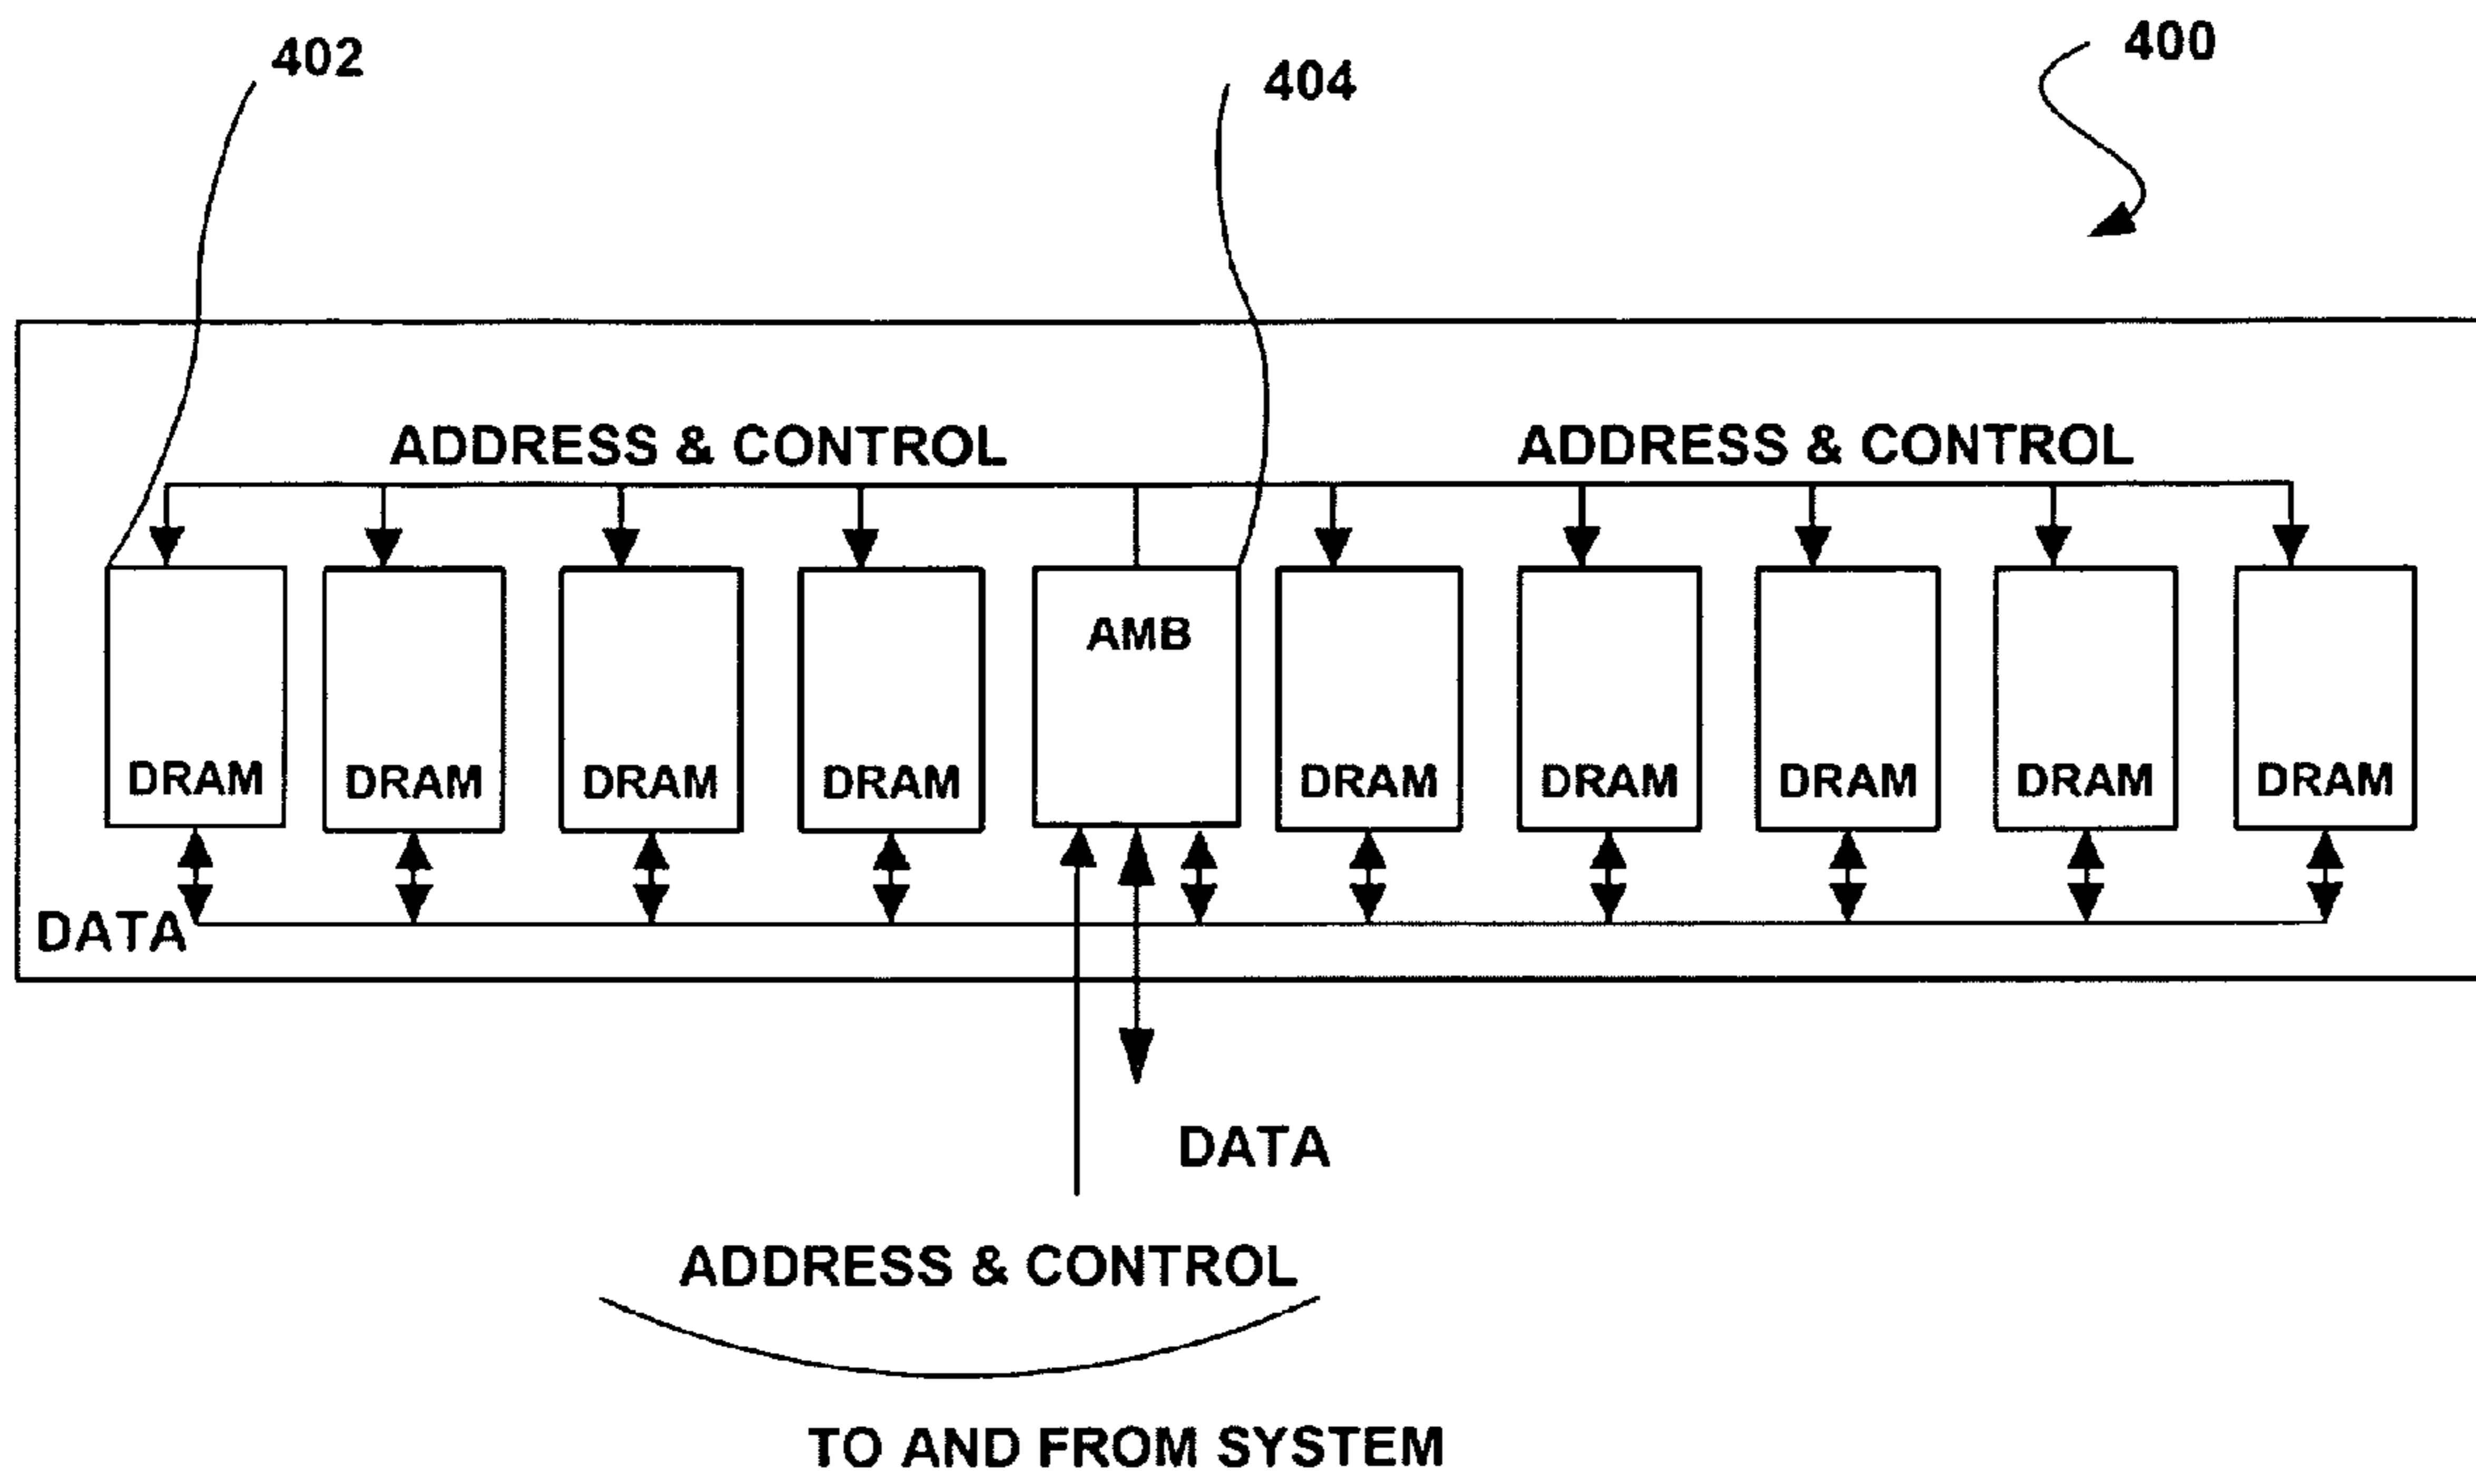 402
404
400
ADDRESS & CONTROL
ADDRESS & CONTROL
AMB
DRAM
DRAM
DRAM
DRAM
DRAM
DRAM
DRAM
DRAM
DRAM
DATA
DATA
ADDRESS & CONTROL
TO AND FROM SYSTEM